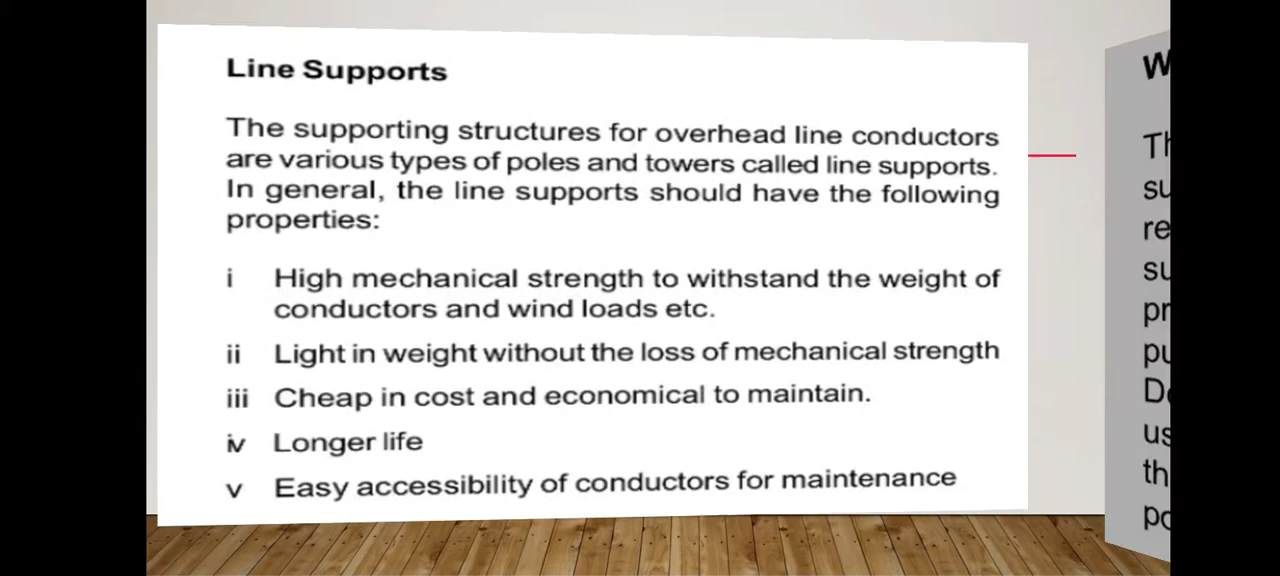 Line Supports
The supporting structures for overhead line conductors
are various types of poles and towers called line supports.
In general, the line supports should have the following
properties:
i High mechanical strength to withstand the weight of
conductors and wind loads etc.
ii Light in weight without the loss of mechanical strength
iii Cheap in cost and economical to maintain.
iv Longer life
v Easy accessibility of conductors for maintenance